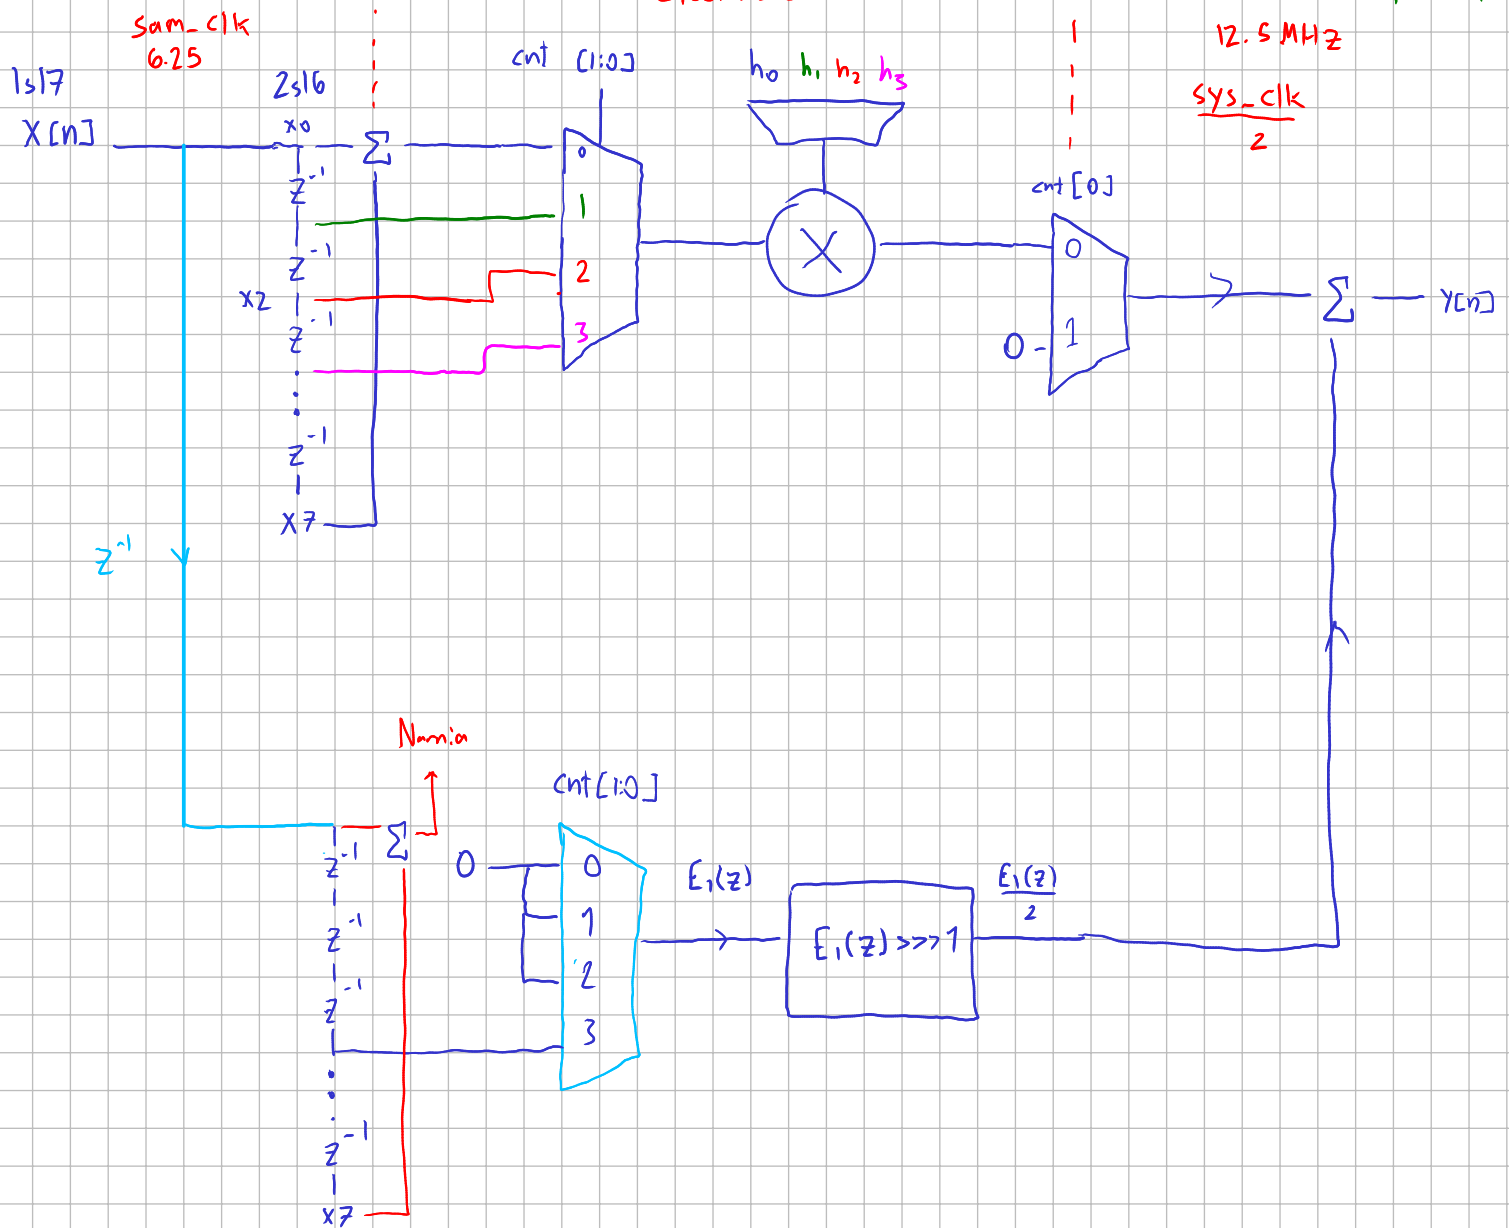 sam_clk
6.25
12.5 MHz
sys_clk
2
1s17
2s16
cnt [1:0]
h0 h1 h2 h3
X[n]
x0
Σ
0
z^-1
1
z^-1
2
x2
z^-1
3
z^-1
x7
X
cnt[0]
0
0 - 1
Σ
Y[n]
z^-1
Narnia
cnt[1:0]
Σ
z^-1
0
0
1
z^-1
2
z^-1
3
z^-1
x7
E1(z)
E1(z) >>> 1
E1(z)
2